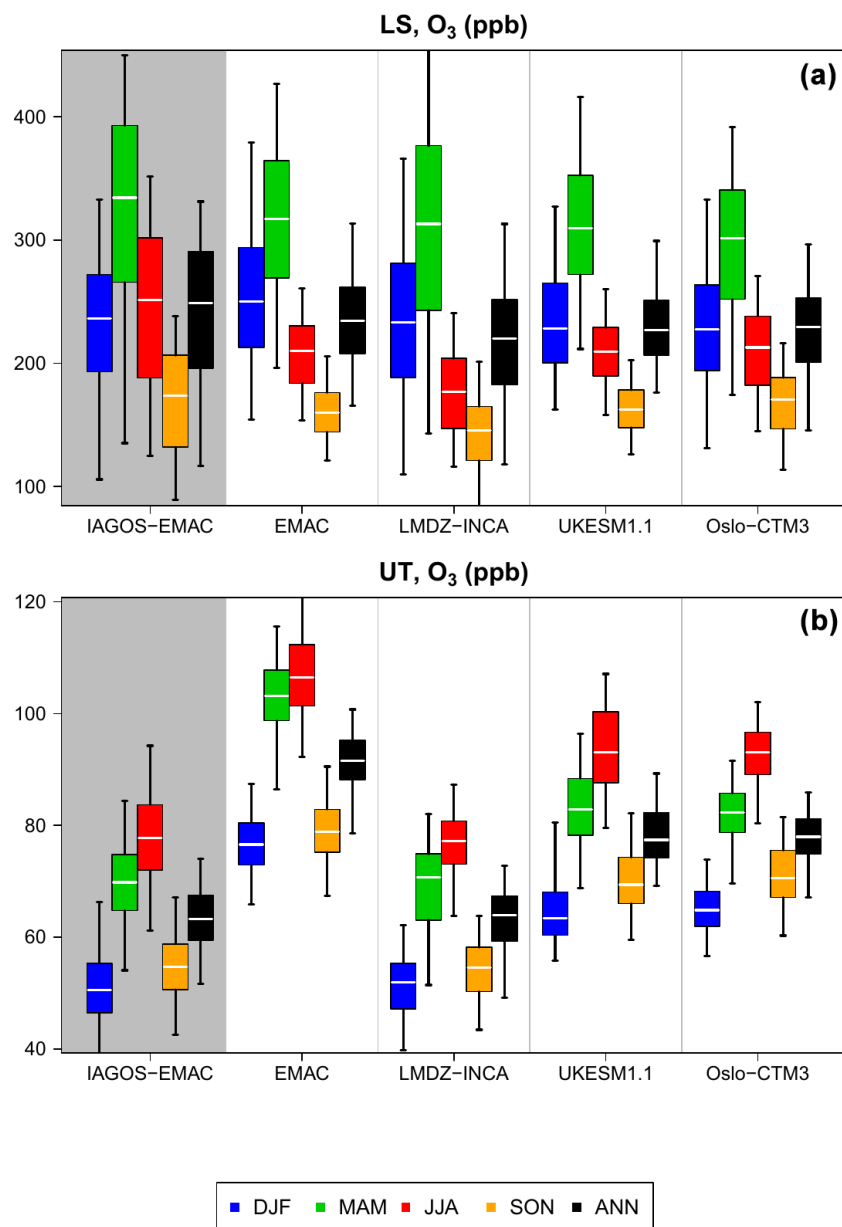 LS, O₃ (ppb)
(a)
400
300
200
100
IAGOS−EMAC EMAC LMDZ−INCA UKESM1.1 Oslo−CTM3
UT, O₃ (ppb)
(b)
120
100
80
60
40
IAGOS−EMAC EMAC LMDZ−INCA UKESM1.1 Oslo−CTM3
DJF MAM JJA SON ANN